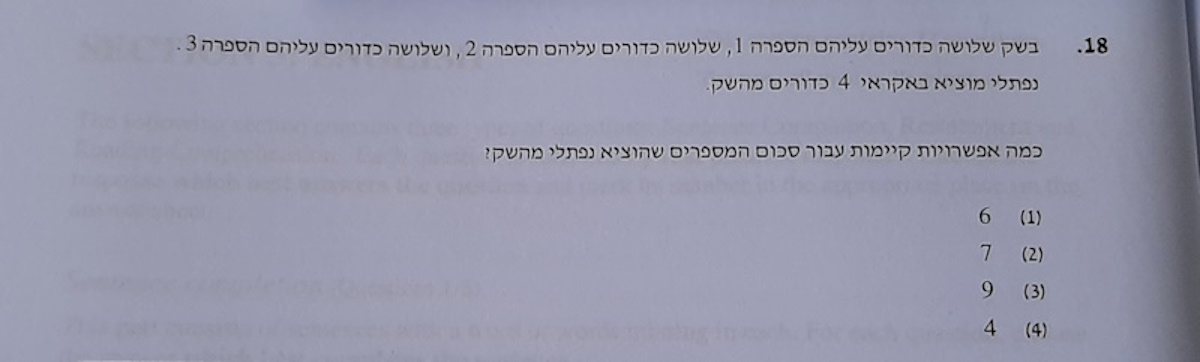 18. בשק שלושה כדורים עליהם הספרה 1, שלושה כדורים עליהם הספרה 2, ושלושה כדורים עליהם הספרה 3.
נפתלי מוציא באקראי 4 כדורים מהשק.
כמה אפשרויות קיימות עבור סכום המספרים שהוציא נפתלי מהשק?
(1) 6
(2) 7
(3) 9
(4) 4